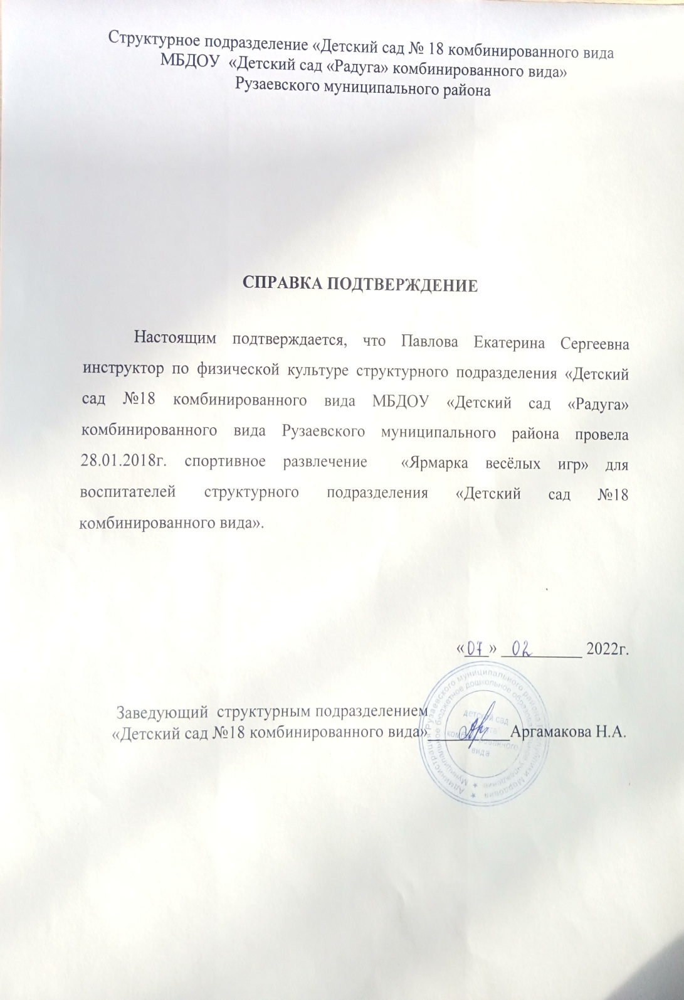 Структурное подразделение «Детский сад № 18 комбинированного вида
МБДОУ «Детский сад «Радуга» комбинированного вида»
Рузаевского муниципального района
СПРАВКА ПОДТВЕРЖДЕНИЕ
Настоящим подтверждается, что Павлова Екатерина Сергеевна
инструктор по физической культуре структурного подразделения «Детский
сад №18 комбинированного вида МБДОУ «Детский сад «Радуга»
комбинированного вида Рузаевского муниципального района провела
28.01.2018г. спортивное развлечение «Ярмарка весёлых игр» для
воспитателей структурного подразделения «Детский сад №18
комбинированного вида».
«07» 02 2022г.
Заведующий структурным подразделением
«Детский сад №18 комбинированного вида» Аргамакова Н.А.
Администрация Рузаевского муниципального района Республики Мордовия
Муниципальное бюджетное дошкольное образовательное учреждение
детский сад
комбинированного
вида